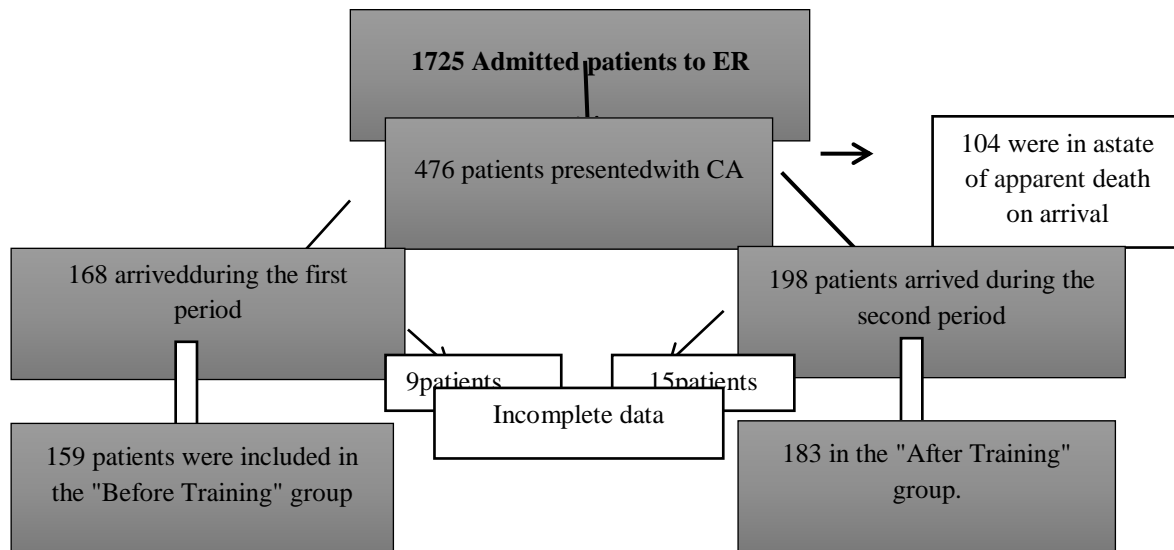 1725 Admitted patients to ER
476 patients presentedwith CA
104 were in astate
of apparent death
on arrival
168 arrivedduring the first
period
198 patients arrived during the
second period
9patients
15patients
Incomplete data
159 patients were included in
the "Before Training" group
183 in the "After Training"
group.